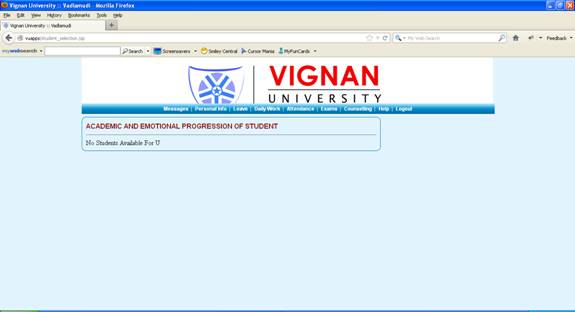 Vignan University :: Vadlamudi - Mozilla Firefox
File Edit View History Bookmarks Tools Help
Vignan University :: Vadlamudi
vuapps/student_selection.jsp
My Web Search
Feedback
mywebsearch
Search
Screensavers
Smiley Central
Cursor Mania
MyFunCards
VIGNAN
UNIVERSITY
Messages | Personal Info | Leave | Daily Work | Attendance | Exams | Counselling | Help | Logout
ACADEMIC AND EMOTIONAL PROGRESSION OF STUDENT
No Students Available For U